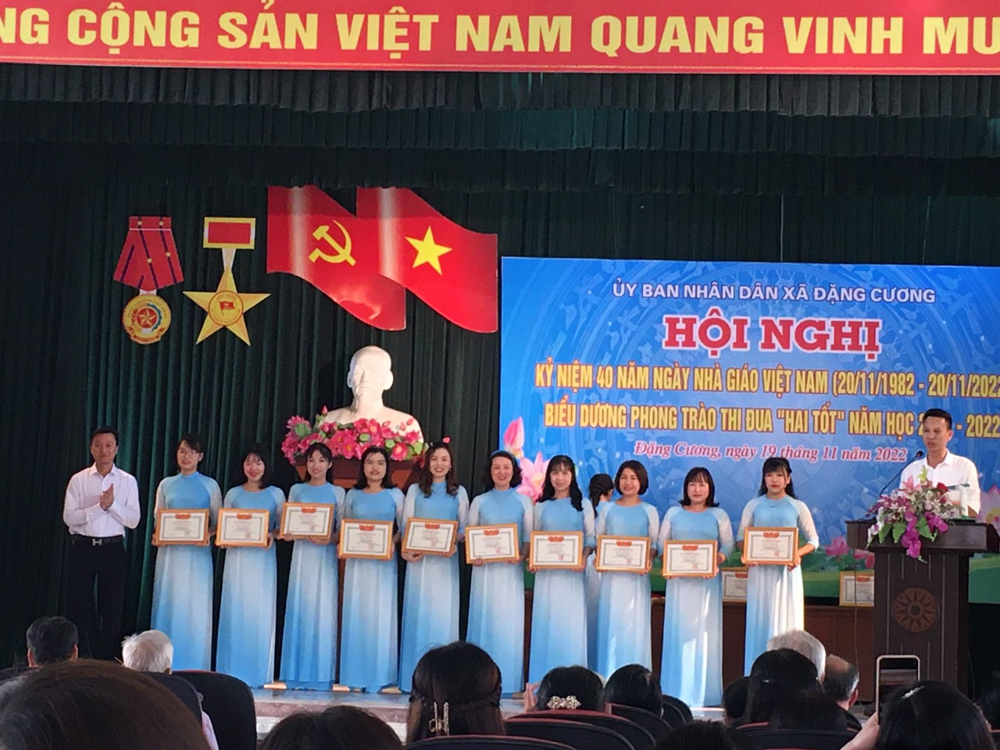 NG CỘNG SẢN VIỆT NAM QUANG VINH MU
ỦY BAN NHÂN DÂN XÃ ĐẶNG CƯƠNG
HỘI NGHỊ
KỶ NIỆM 40 NĂM NGÀY NHÀ GIÁO VIỆT NAM (20/11/1982 - 20/11/202
BIỂU DƯƠNG PHONG TRÀO THI ĐUA "HAI TỐT" NĂM HỌC - 2022
Đặng Cương, ngày 19 tháng 11 năm 2022